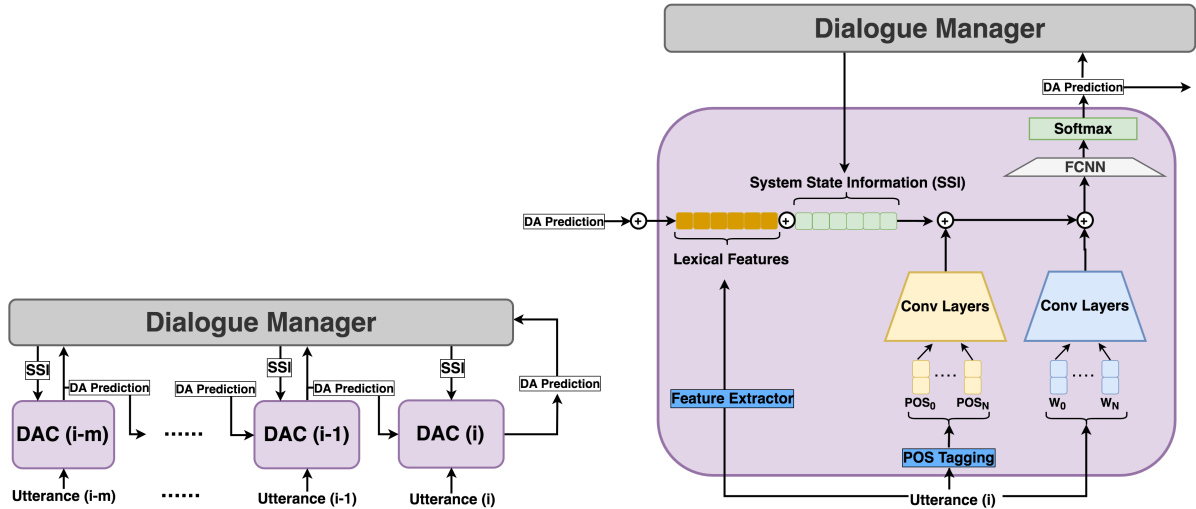 Dialogue Manager
SSI
DA Prediction
DA Prediction
SSI
DA Prediction
SSI
DA Prediction
DAC (i-m)
......
DAC (i-1)
DAC (i)
Utterance (i-m)
......
Utterance (i-1)
Utterance (i)
Dialogue Manager
DA Prediction
Softmax
FCNN
System State Information (SSI)
DA Prediction
+
+
+
+
Lexical Features
Conv Layers
Conv Layers
....
....
POS0
POSN
W0
WN
Feature Extractor
POS Tagging
Utterance (i)